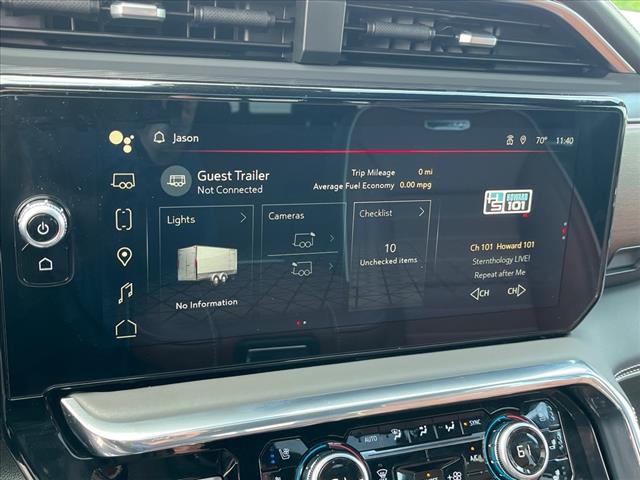 Jason
70° 11:40
Guest Trailer
Not Connected
Trip Mileage 0 mi
Average Fuel Economy 0.00 mpg
Lights
Cameras
Checklist
10
Unchecked items
No Information
HOWARD
101
Ch 101 Howard 101
Sternthology LIVE!
Repeat after Me
CH CH
AUTO
SYNC
A/C
61